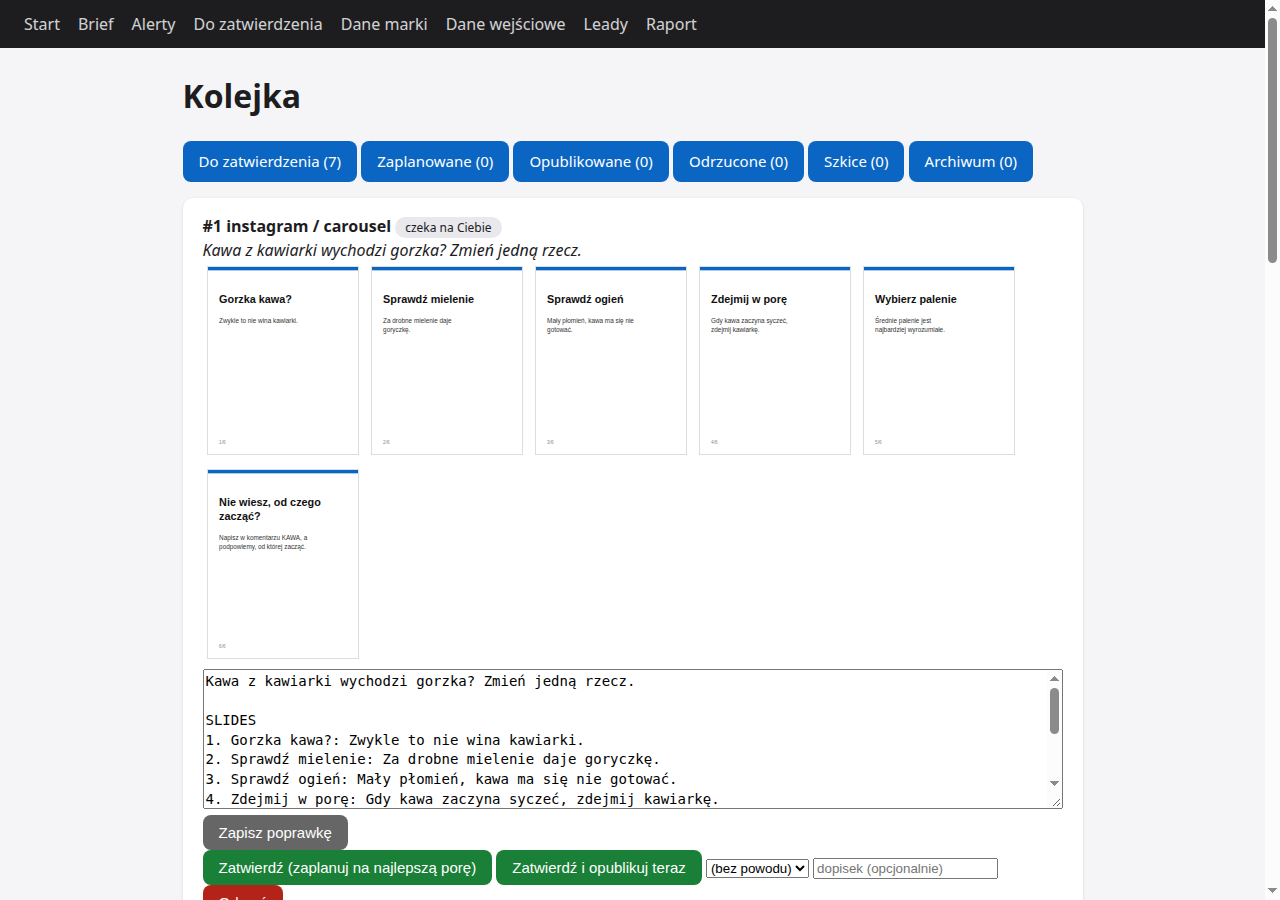 Start Brief Alerty Do zatwierdzenia Dane marki Dane wejściowe Leady Raport
Kolejka
Do zatwierdzenia (7) Zaplanowane (0) Opublikowane (0) Odrzucone (0) Szkice (0) Archiwum (0)
#1 instagram / carousel czeka na Ciebie
Kawa z kawiarki wychodzi gorzka? Zmień jedną rzecz.
Gorzka kawa?
Zwykle to nie wina kawiarki.
1/6
Sprawdź mielenie
Za drobne mielenie daje
goryczkę.
2/6
Sprawdź ogień
Mały płomień, kawa ma się nie
gotować.
3/6
Zdejmij w porę
Gdy kawa zaczyna syczeć,
zdejmij kawiarkę.
4/6
Wybierz palenie
Średnie palenie jest
najbardziej wyrozumiałe.
5/6
Nie wiesz, od czego
zacząć?
Napisz w komentarzu KAWA, a
podpowiemy, od której zacząć.
6/6
Kawa z kawiarki wychodzi gorzka? Zmień jedną rzecz.
SLIDES
1. Gorzka kawa?: Zwykle to nie wina kawiarki.
2. Sprawdź mielenie: Za drobne mielenie daje goryczkę.
3. Sprawdź ogień: Mały płomień, kawa ma się nie gotować.
4. Zdejmij w porę: Gdy kawa zaczyna syczeć, zdejmij kawiarkę.
Zapisz poprawkę
Zatwierdź (zaplanuj na najlepszą porę) Zatwierdź i opublikuj teraz (bez powodu) dopisek (opcjonalnie)